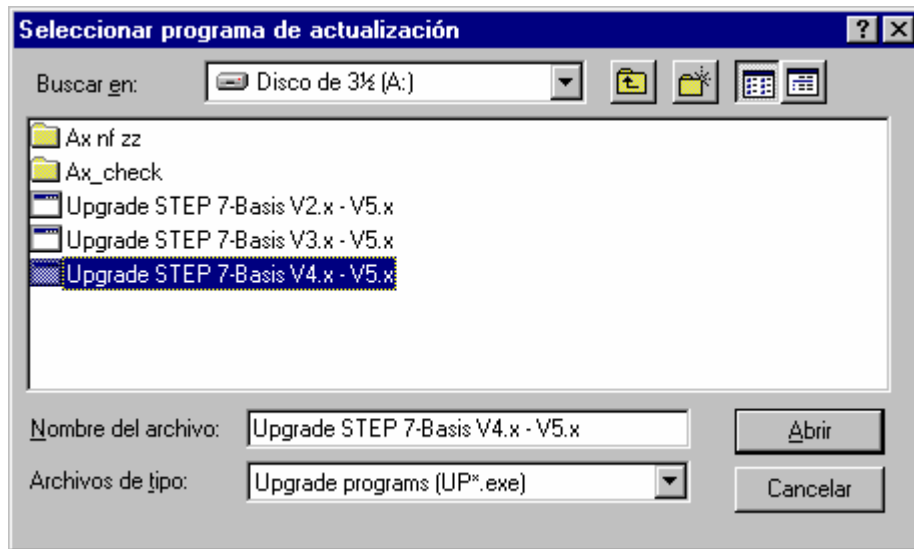 Seleccionar programa de actualización
Buscar en: Disco de 3½ (A:)
Ax nf zz
Ax_check
Upgrade STEP 7-Basis V2.x - V5.x
Upgrade STEP 7-Basis V3.x - V5.x
Upgrade STEP 7-Basis V4.x - V5.x
Nombre del archivo: Upgrade STEP 7-Basis V4.x - V5.x Abrir
Archivos de tipo: Upgrade programs (UP*.exe) Cancelar